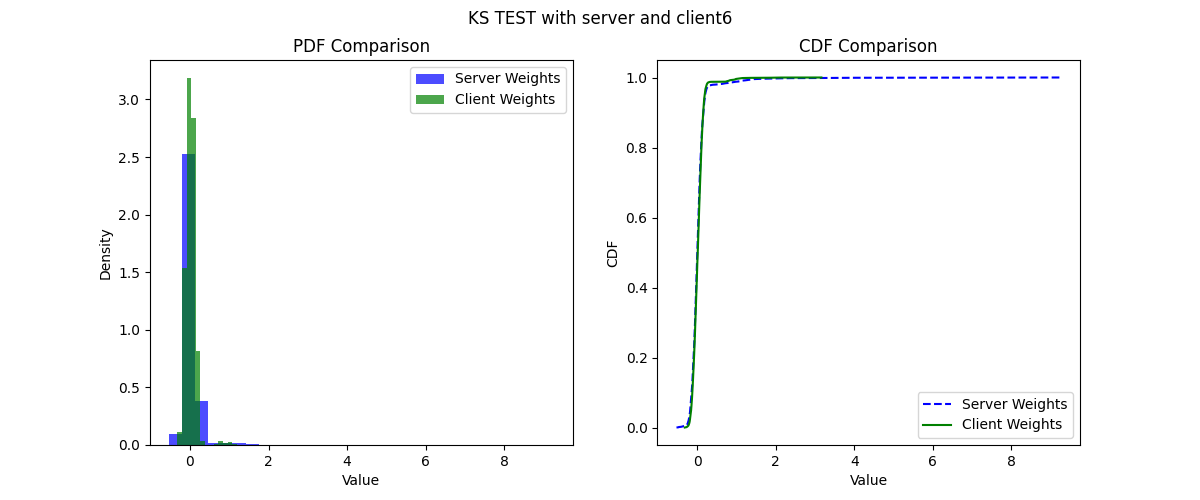 KS TEST with server and client6
PDF Comparison
Density
3.0
2.5
2.0
1.5
1.0
0.5
0.0
0
2
4
6
8
Value
Server Weights
Client Weights
CDF Comparison
CDF
1.0
0.8
0.6
0.4
0.2
0.0
0
2
4
6
8
Value
Server Weights
Client Weights